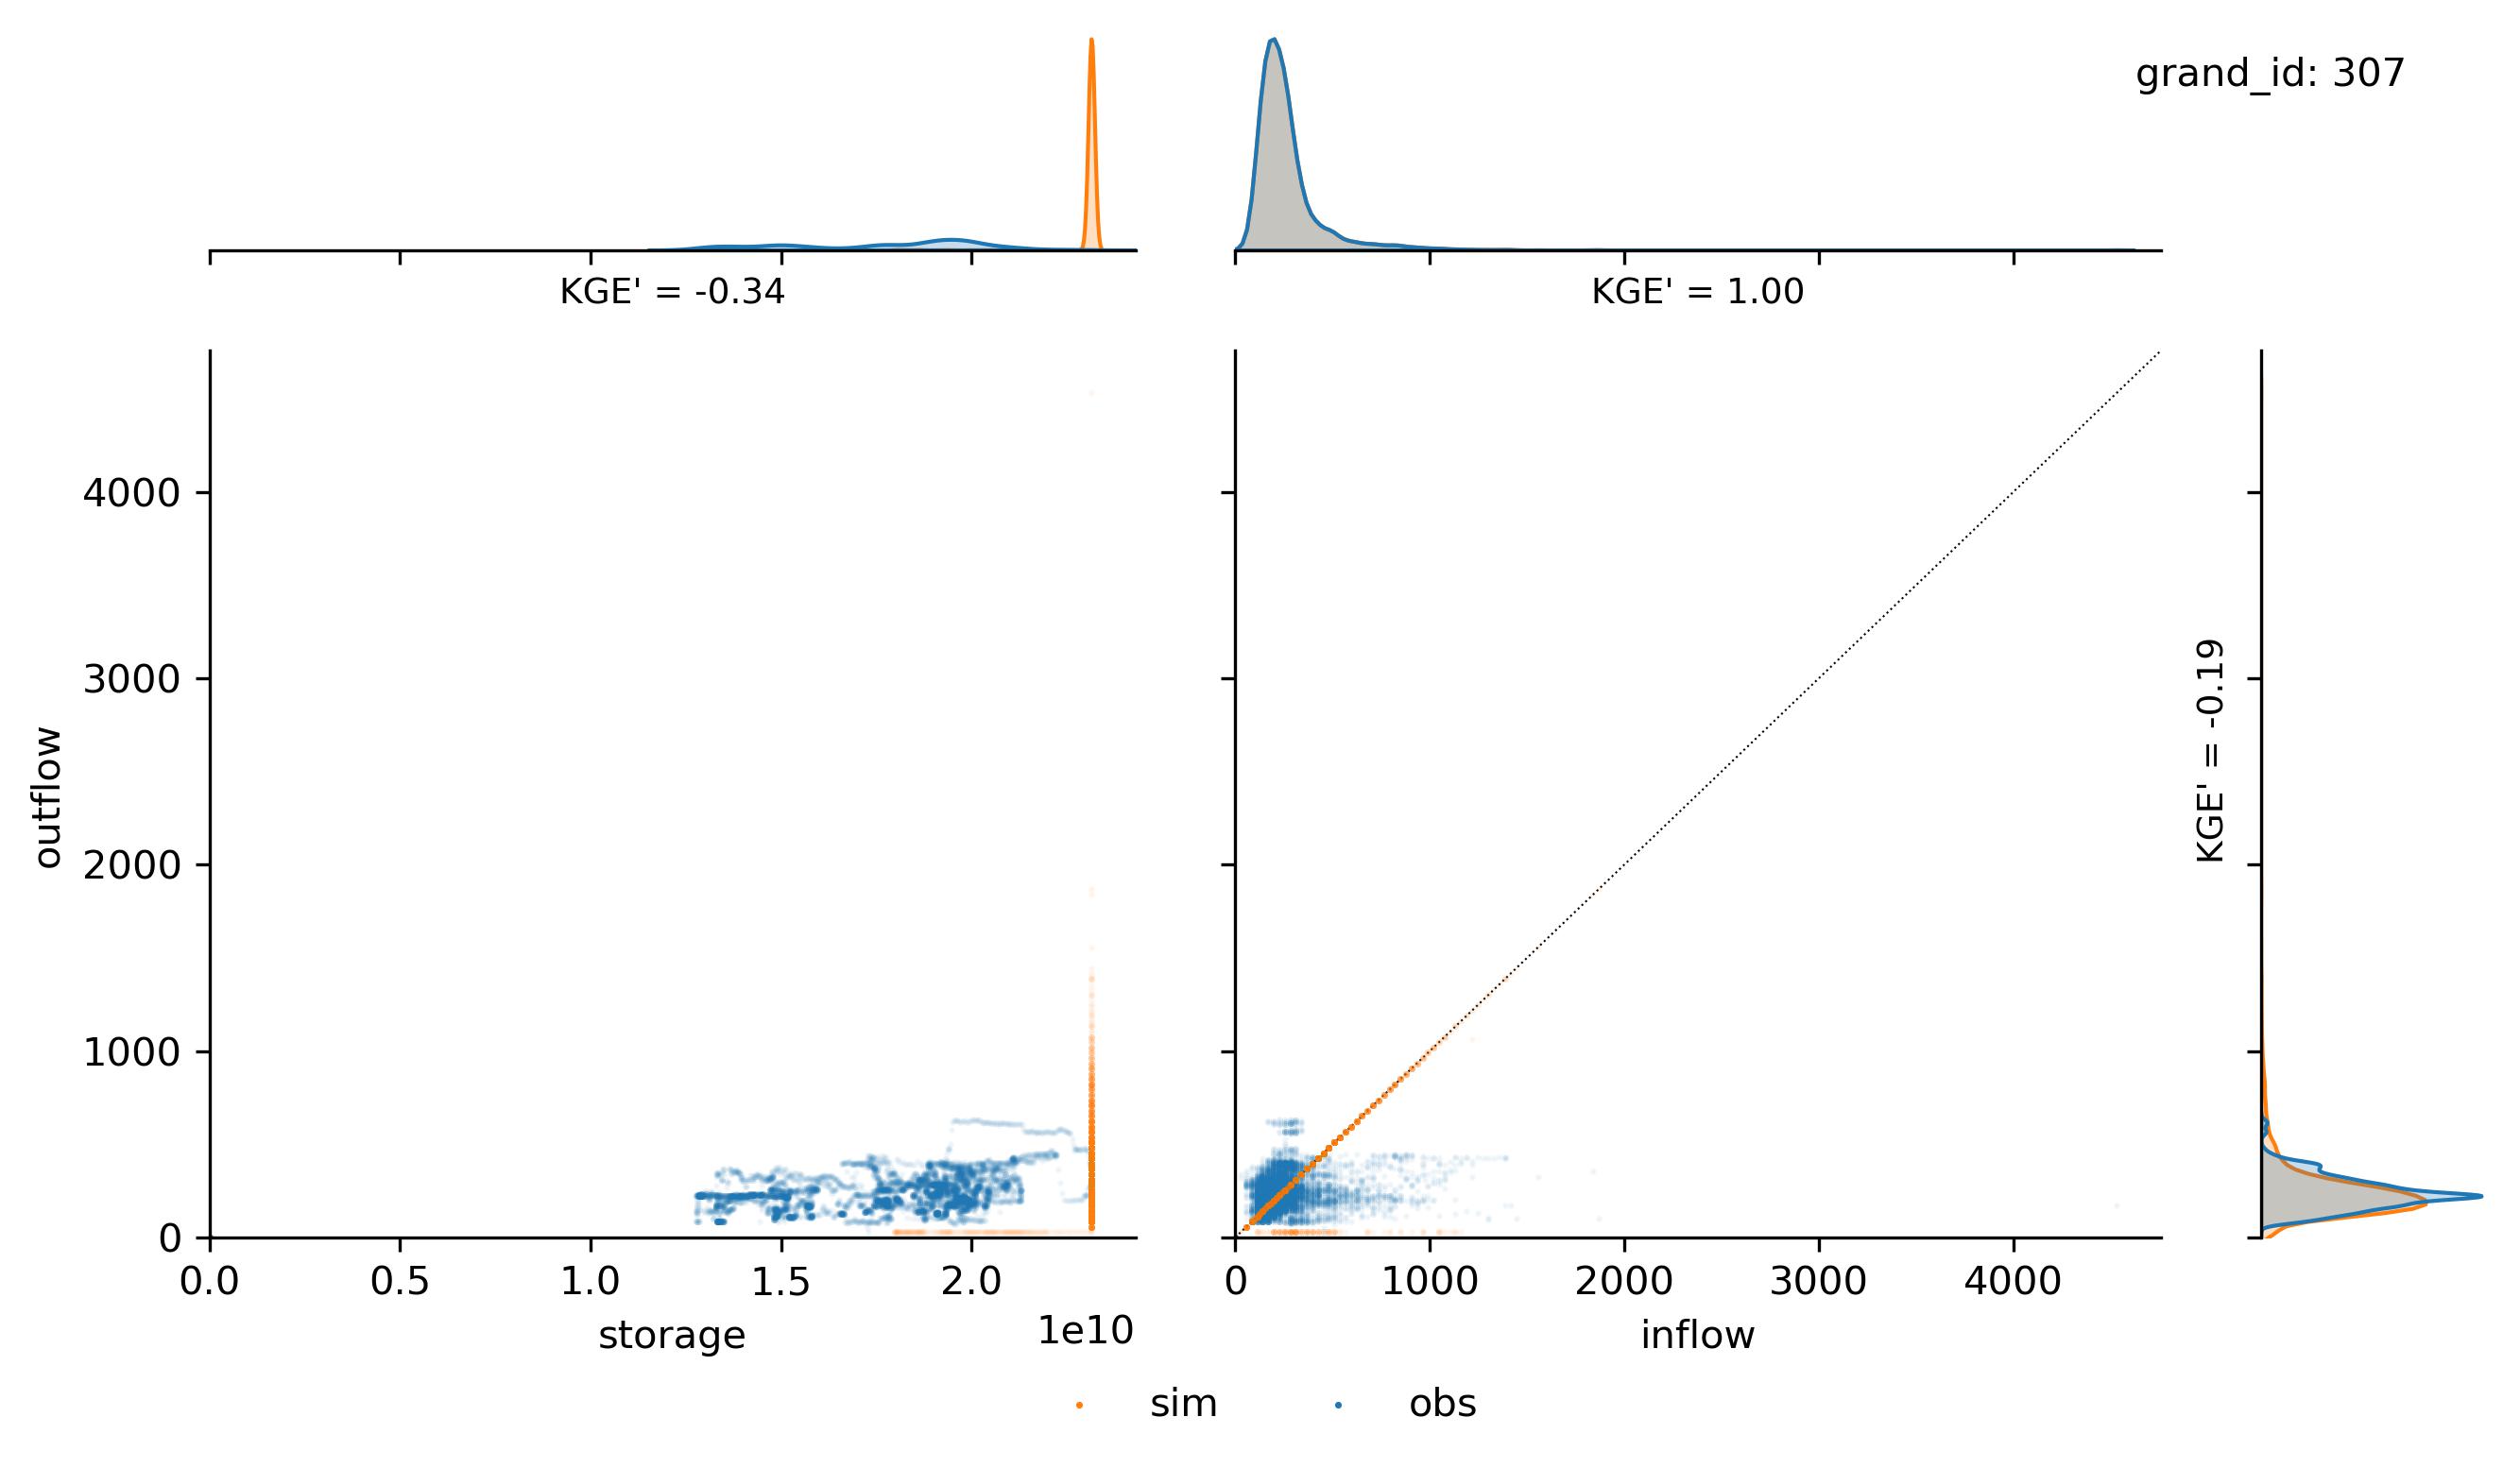 grand_id: 307
KGE' = -0.34
KGE' = 1.00
4000
3000
2000
1000
0
outflow
KGE' = -0.19
0.0 0.5 1.0 1.5 2.0
0 1000 2000 3000 4000
storage
1e10
inflow
sim obs